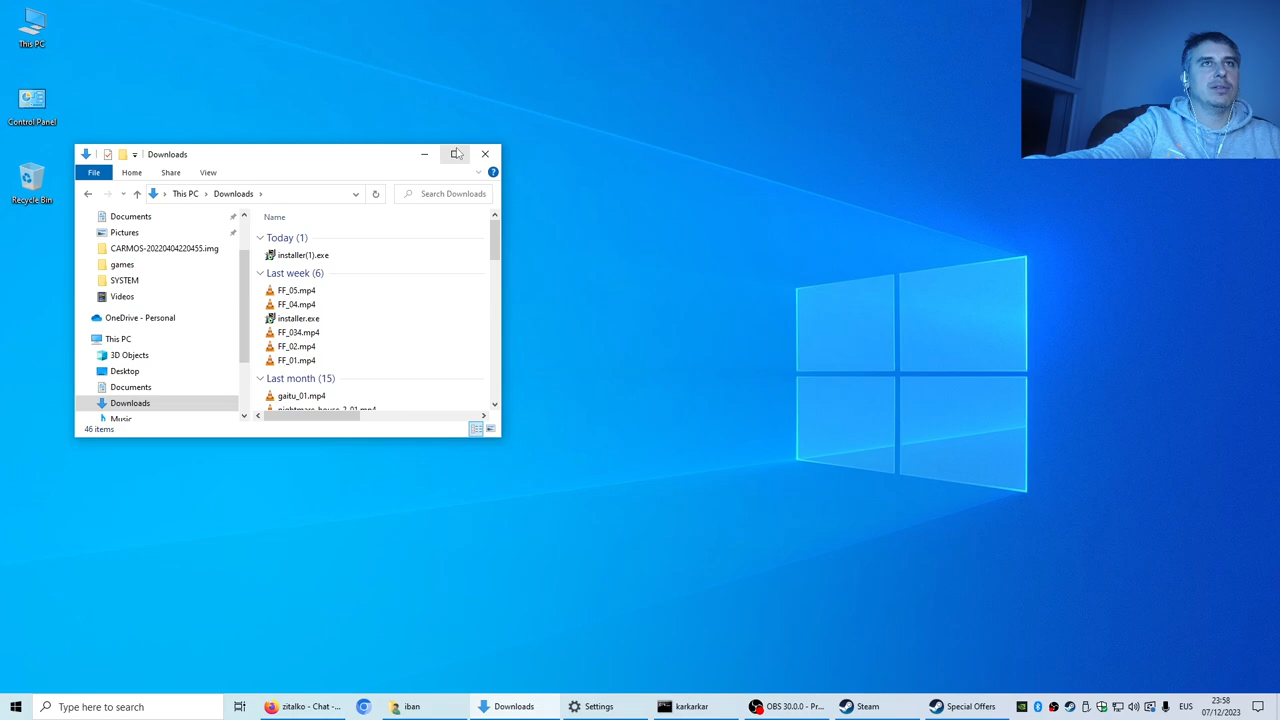 This PC
Control Panel
Recycle Bin
Downloads
File
Home
Share
View
This PC
Downloads
Search Downloads
Documents
Pictures
CARMOS-20220404220455.img
games
SYSTEM
Videos
OneDrive - Personal
This PC
3D Objects
Desktop
Documents
Downloads
Music
Name
Today (1)
installer(1).exe
Last week (6)
FF_05.mp4
FF_04.mp4
installer.exe
FF_034.mp4
FF_02.mp4
FF_01.mp4
Last month (15)
gaitu_01.mp4
nightmare_house_2_01.mp4
46 items
Type here to search
zitalko - Chat -...
iban
Downloads
Settings
karkarkar
OBS 30.0.0 - Pr...
Steam
Special Offers
EUS
23:58
07/12/2023